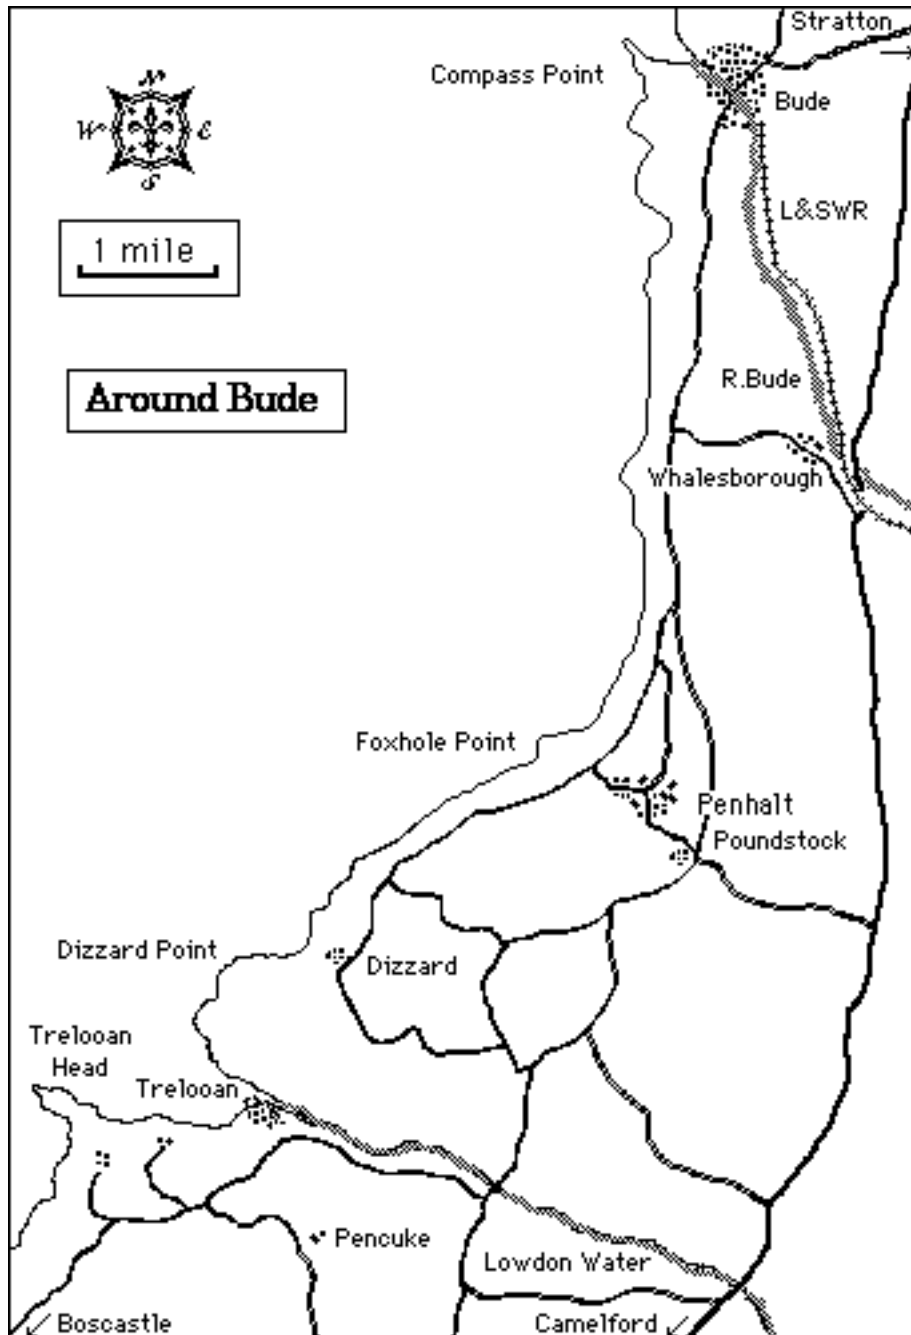 Stratton
Compass Point
Bude
N
W E
S
L&SWR
1 mile
R.Bude
Around Bude
Whalesborough
Foxhole Point
Penhalt
Poundstock
Dizzard Point
Dizzard
Trelooan
Head
Trelooan
Pencuke
Lowdon Water
Boscastle
Camelford